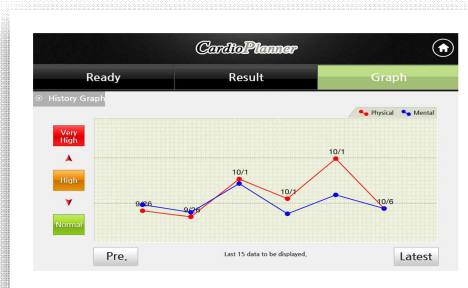 CardioPlanner
Ready Result Graph
History Graph
Physical Mental
Very
High
High
Normal
9/26
9/26
10/1
10/1
10/1
10/6
Pre.
Last 15 data to be displayed.
Latest